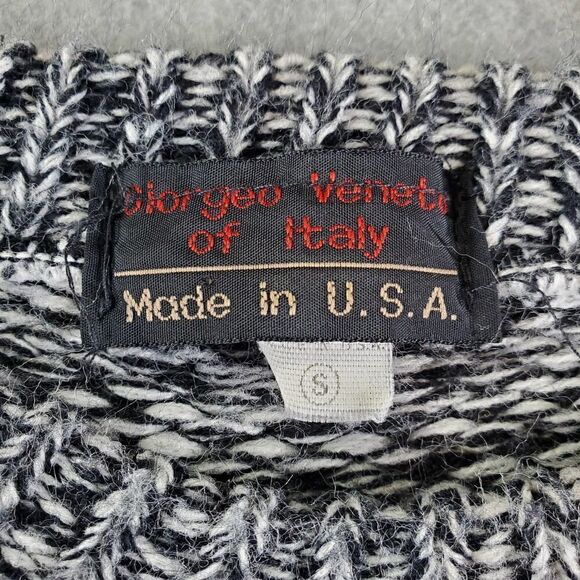 Giorgeo Veneto
of Italy
Made in U.S.A.
S